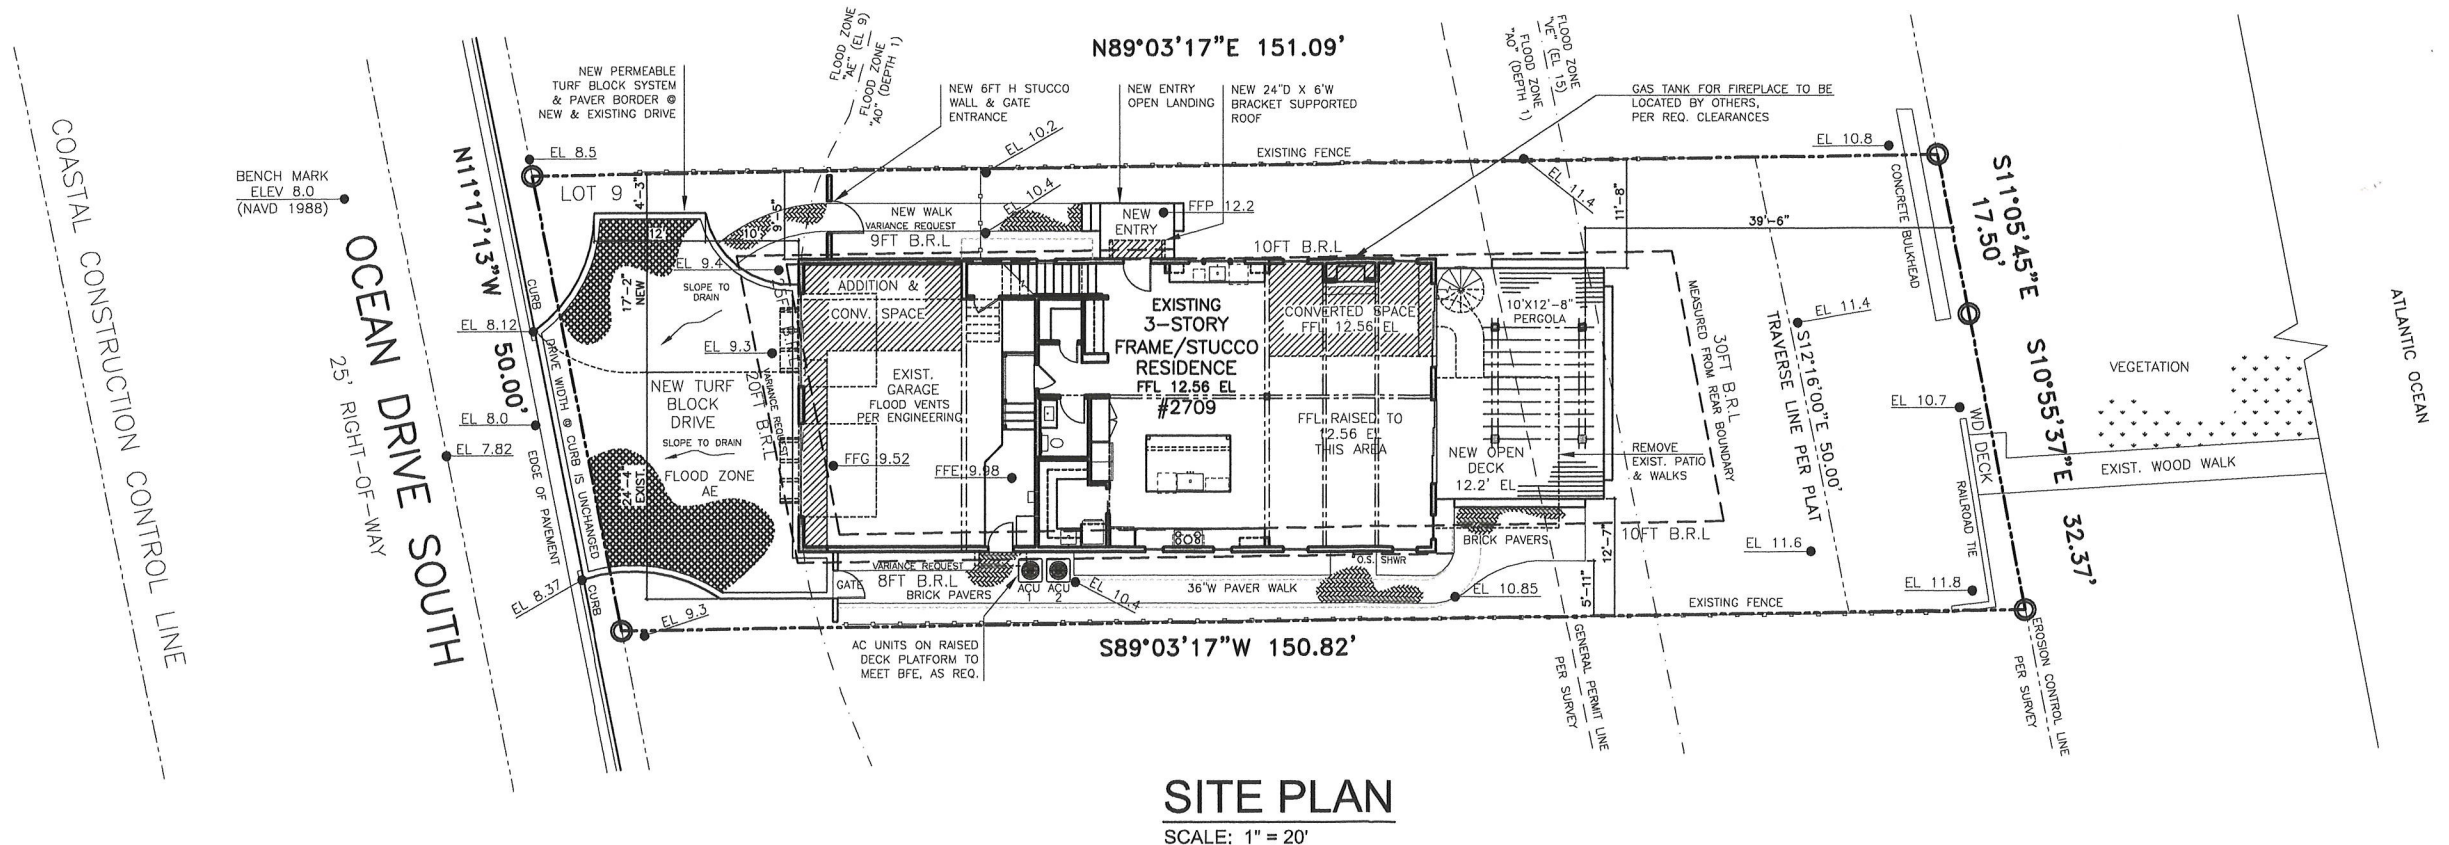 N89°03'17"E 151.09'
FLOOD ZONE
"AE" (EL 9)
FLOOD ZONE
"AO" (DEPTH 1)
FLOOD ZONE
"VE" (EL 15)
FLOOD ZONE
"AO" (DEPTH 1)
NEW PERMEABLE
TURF BLOCK SYSTEM
& PAVER BORDER @
NEW & EXISTING DRIVE
NEW 6FT H STUCCO
WALL & GATE
ENTRANCE
NEW ENTRY
OPEN LANDING
NEW 24"D X 6'W
BRACKET SUPPORTED
ROOF
GAS TANK FOR FIREPLACE TO BE
LOCATED BY OTHERS,
PER REQ. CLEARANCES
COASTAL CONSTRUCTION CONTROL LINE
BENCH MARK
ELEV 8.0
(NAVD 1988)
OCEAN DRIVE SOUTH
25' RIGHT-OF-WAY
N11°17'13"W 50.00'
EL 8.5
LOT 9
4'-3"
9'-5"
12'
10'
EL 10.2
EL 10.4
EXISTING FENCE
EL 11.4
11'-8"
39'-6"
EL 10.8
CONCRETE BULKHEAD
S11°05'45"E
17.50'
NEW WALK
VARIANCE REQUEST
9FT B.R.L
NEW
ENTRY
FFP 12.2
10FT B.R.L
EL 9.4
SLOPE TO
DRAIN
17'-2"
NEW
CURB
EL 8.12
EL 9.3
ADDITION &
CONV. SPACE
EXIST.
GARAGE
FLOOD VENTS
PER ENGINEERING
EXISTING
3-STORY
FRAME/STUCCO
RESIDENCE
FFL 12.56 EL
#2709
CONVERTED SPACE
FFL 12.56 EL
10'X12'-8"
PERGOLA
MEASURED FROM REAR BOUNDARY
30FT B.R.L
EL 11.4
S12°16'00"E 50.00'
TRAVERSE LINE PER PLAT
ATLANTIC OCEAN
VEGETATION
S10°55'37"E 32.37'
DRIVE WIDTH @ CURB IS UNCHANGED
NEW TURF
BLOCK
DRIVE
SLOPE TO DRAIN
VARIANCE REQUEST
20FT B.R.L
EL 8.0
EL 7.82
EDGE OF PAVEMENT
24'-4"
EXIST.
FLOOD ZONE
AE
FFG 9.52
FFE 9.98
FFL RAISED TO
12.56 EL
THIS AREA
NEW OPEN
DECK
12.2' EL
REMOVE
EXIST. PATIO
& WALKS
EL 10.7
WD DECK
EXIST. WOOD WALK
RAILROAD TIE
BRICK PAVERS
10FT B.R.L
12'-7"
EL 11.6
EL 11.8
EL 8.37
CURB
EL 9.3
GATE
VARIANCE REQUEST
8FT B.R.L
BRICK PAVERS
ACU
1
ACU
2
EL 10.4
36"W PAVER WALK
O.S. SHWR
EL 10.85
5'-11"
EXISTING FENCE
AC UNITS ON RAISED
DECK PLATFORM TO
MEET BFE, AS REQ.
S89°03'17"W 150.82'
GENERAL PERMIT LINE
PER SURVEY
EROSION CONTROL LINE
PER SURVEY
SITE PLAN
SCALE: 1" = 20'